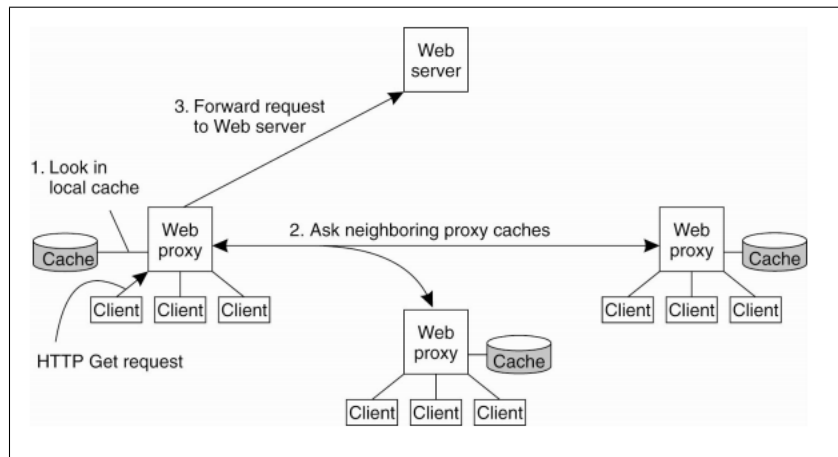 Web
server
3. Forward request
to Web server
1. Look in
local cache
Web
proxy
Cache
2. Ask neighboring proxy caches
Web
proxy
Cache
Client
Client
Client
Client
Client
Client
HTTP Get request
Web
proxy
Cache
Client
Client
Client